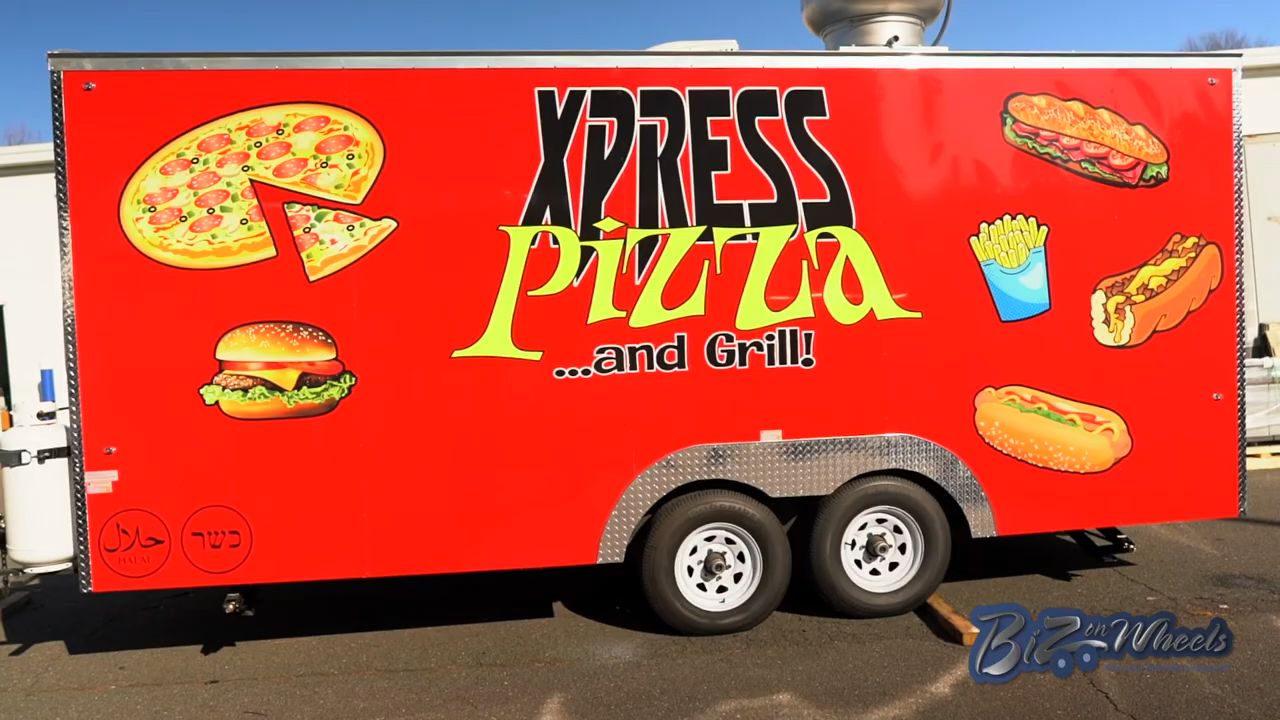 XPRESS
Pizza
...and Grill!
حلال
HALAL
כשר
Biz on Wheels